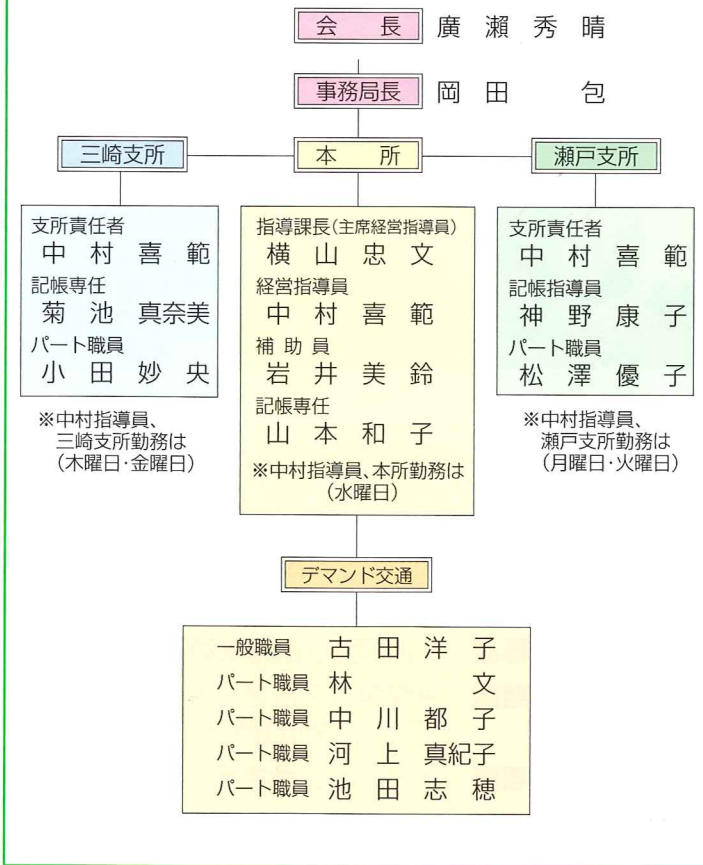 会長 廣瀬秀晴
事務局長 岡田包
三崎支所
本所
瀬戸支所
支所責任者
中村喜範
記帳専任
菊池真奈美
パート職員
小田妙央
※中村指導員、
三崎支所勤務は
(木曜日・金曜日)
指導課長(主席経営指導員)
横山忠文
経営指導員
中村喜範
補助員
岩井美鈴
記帳専任
山本和子
※中村指導員、本所勤務は
(水曜日)
支所責任者
中村喜範
記帳指導員
神野康子
パート職員
松澤優子
※中村指導員、
瀬戸支所勤務は
(月曜日・火曜日)
デマンド交通
一般職員 古田洋子
パート職員 林文
パート職員 中川都子
パート職員 河上真紀子
パート職員 池田志穂